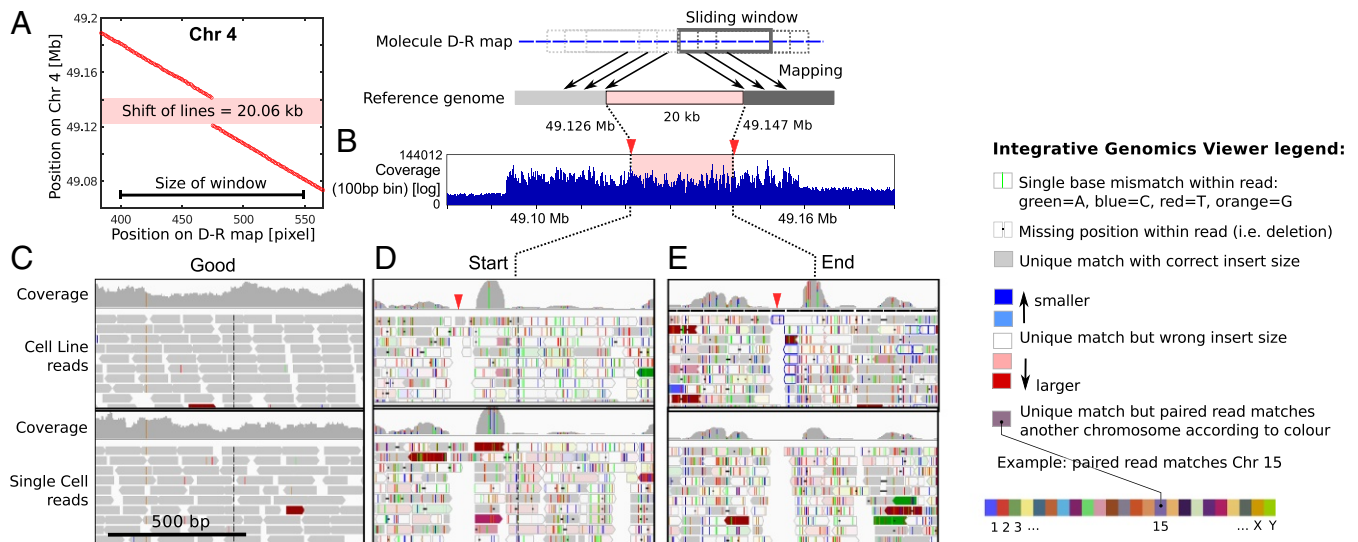 A
Chr 4
Position on Chr 4 [Mb]
49.2
49.16
49.12
49.08
Shift of lines = 20.06 kb
Size of window
400
450
500
550
Position on D-R map [pixel]
Sliding window
Molecule D-R map
Mapping
Reference genome
20 kb
49.126 Mb
49.147 Mb
B
144012
Coverage
(100bp bin) [log]
0
49.10 Mb
49.16 Mb
C
Good
Coverage
Cell Line
reads
Coverage
Single Cell
reads
500 bp
D
Start
E
End
Integrative Genomics Viewer legend:
Single base mismatch within read:
green=A, blue=C, red=T, orange=G
Missing position within read (i.e. deletion)
Unique match with correct insert size
smaller
Unique match but wrong insert size
larger
Unique match but paired read matches
another chromosome according to colour
Example: paired read matches Chr 15
1 2 3 ... 15 ... X Y